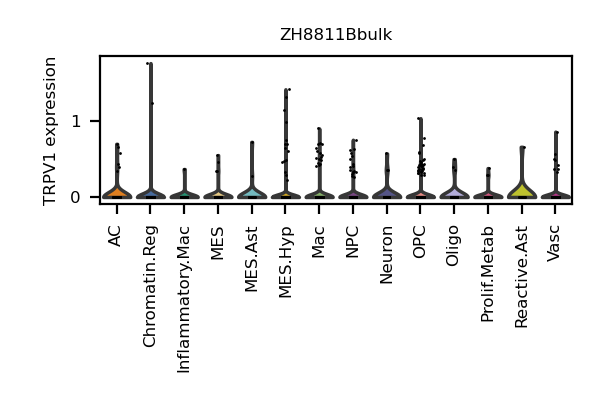 ZH8811Bbulk
TRPV1 expression
1
0
AC
Chromatin.Reg
Inflammatory.Mac
MES
MES.Ast
MES.Hyp
Mac
NPC
Neuron
OPC
Oligo
Prolif.Metab
Reactive.Ast
Vasc